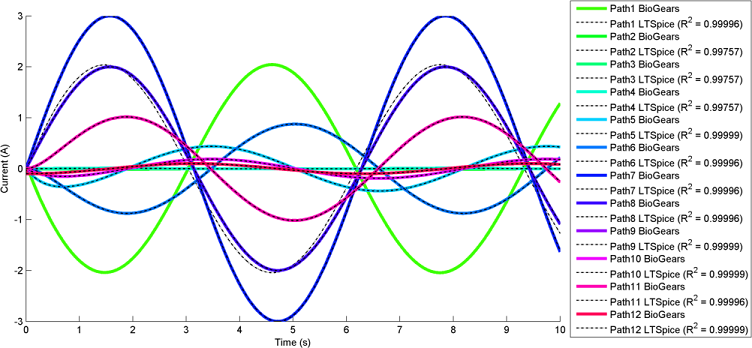 3
2
1
0
-1
-2
-3
Current (A)
0 1 2 3 4 5 6 7 8 9 10
Time (s)
Path1 BioGears
Path1 LTSpice (R² = 0.99996)
Path2 BioGears
Path2 LTSpice (R² = 0.99757)
Path3 BioGears
Path3 LTSpice (R² = 0.99757)
Path4 BioGears
Path4 LTSpice (R² = 0.99757)
Path5 BioGears
Path5 LTSpice (R² = 0.99999)
Path6 BioGears
Path6 LTSpice (R² = 0.99996)
Path7 BioGears
Path7 LTSpice (R² = 0.99996)
Path8 BioGears
Path8 LTSpice (R² = 0.99996)
Path9 BioGears
Path9 LTSpice (R² = 0.99999)
Path10 BioGears
Path10 LTSpice (R² = 0.99999)
Path11 BioGears
Path11 LTSpice (R² = 0.99996)
Path12 BioGears
Path12 LTSpice (R² = 0.99999)